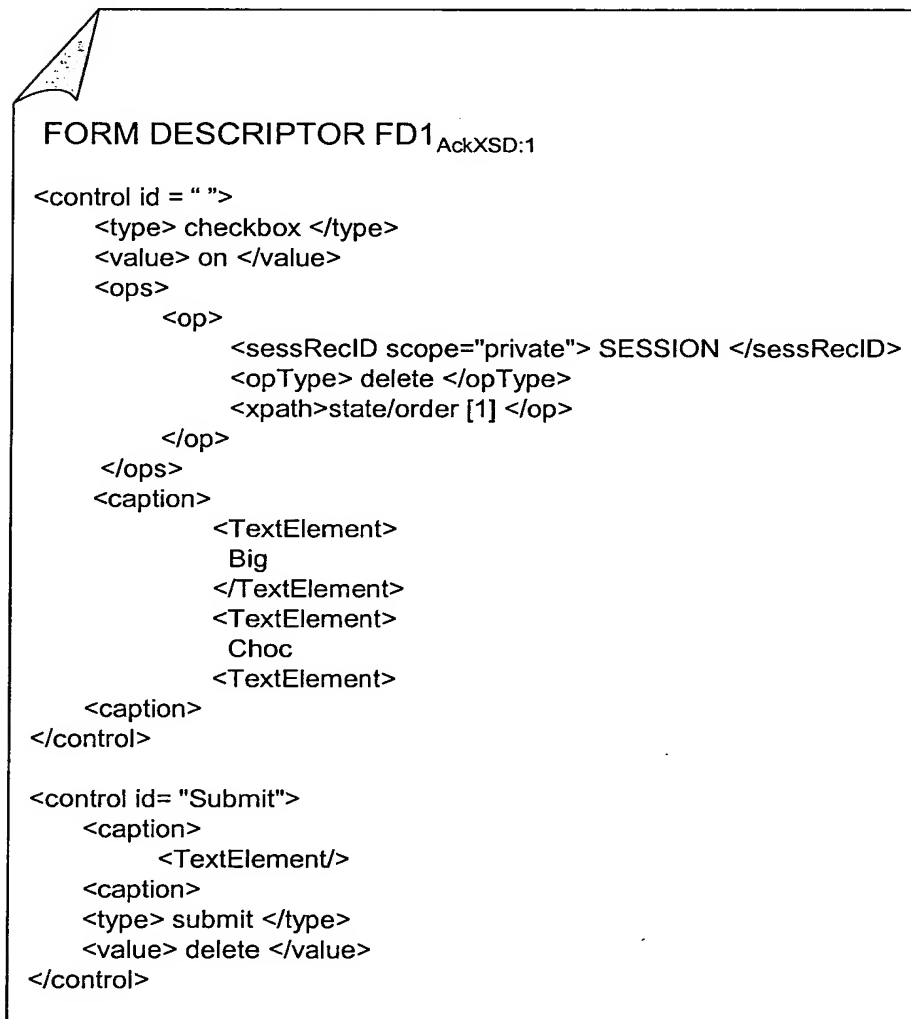 FORM DESCRIPTOR FD1AckXSD:1
<control id = “ ”>
<type> checkbox </type>
<value> on </value>
<ops>
<op>
<sessRecID scope="private"> SESSION </sessRecID>
<opType> delete </opType>
<xpath>state/order [1] </op>
</op>
</ops>
<caption>
<TextElement>
Big
</TextElement>
<TextElement>
Choc
<TextElement>
<caption>
</control>
<control id= "Submit">
<caption>
<TextElement/>
<caption>
<type> submit </type>
<value> delete </value>
</control>